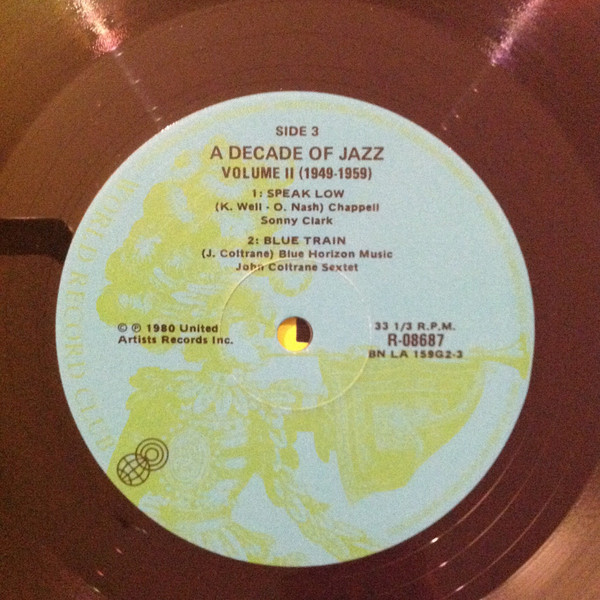 SIDE 3
A DECADE OF JAZZ
VOLUME II (1949-1959)
1: SPEAK LOW
(K. Well - O. Nash) Chappell
Sonny Clark
2: BLUE TRAIN
(J. Coltrane) Blue Horizon Music
John Coltrane Sextet
© ℗ 1980 United
Artists Records Inc.
33 1/3 R.P.M.
R-08687
BN LA 159G2-3
WORLD RECORD CLUB